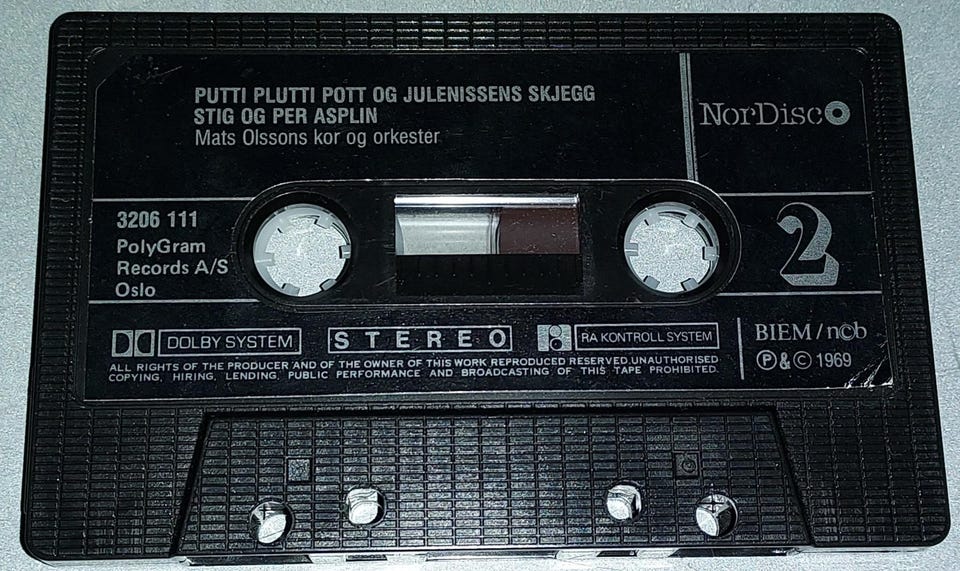 PUTTI PLUTTI POTT OG JULENISSENS SKJEGG
STIG OG PER ASPLIN
Mats Olssons kor og orkester
NorDisc
3206 111
PolyGram
Records A/S
Oslo
2
DOLBY SYSTEM
STEREO
RA KONTROLL SYSTEM
BIEM/n©b
Ⓟ & © 1969
ALL RIGHTS OF THE PRODUCER AND OF THE OWNER OF THIS WORK REPRODUCED RESERVED.UNAUTHORISED
COPYING, HIRING, LENDING, PUBLIC PERFORMANCE AND BROADCASTING OF THIS TAPE PROHIBITED.